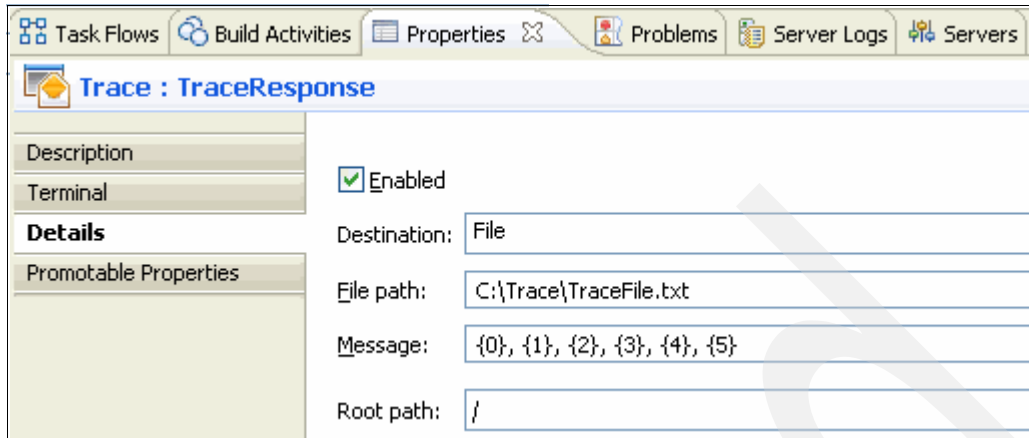 Task Flows Build Activities Properties Problems Server Logs Servers
Trace : TraceResponse
Description
Enabled
Terminal
Details
Destination: File
Promotable Properties
File path: C:\Trace\TraceFile.txt
Message: {0}, {1}, {2}, {3}, {4}, {5}
Root path: /